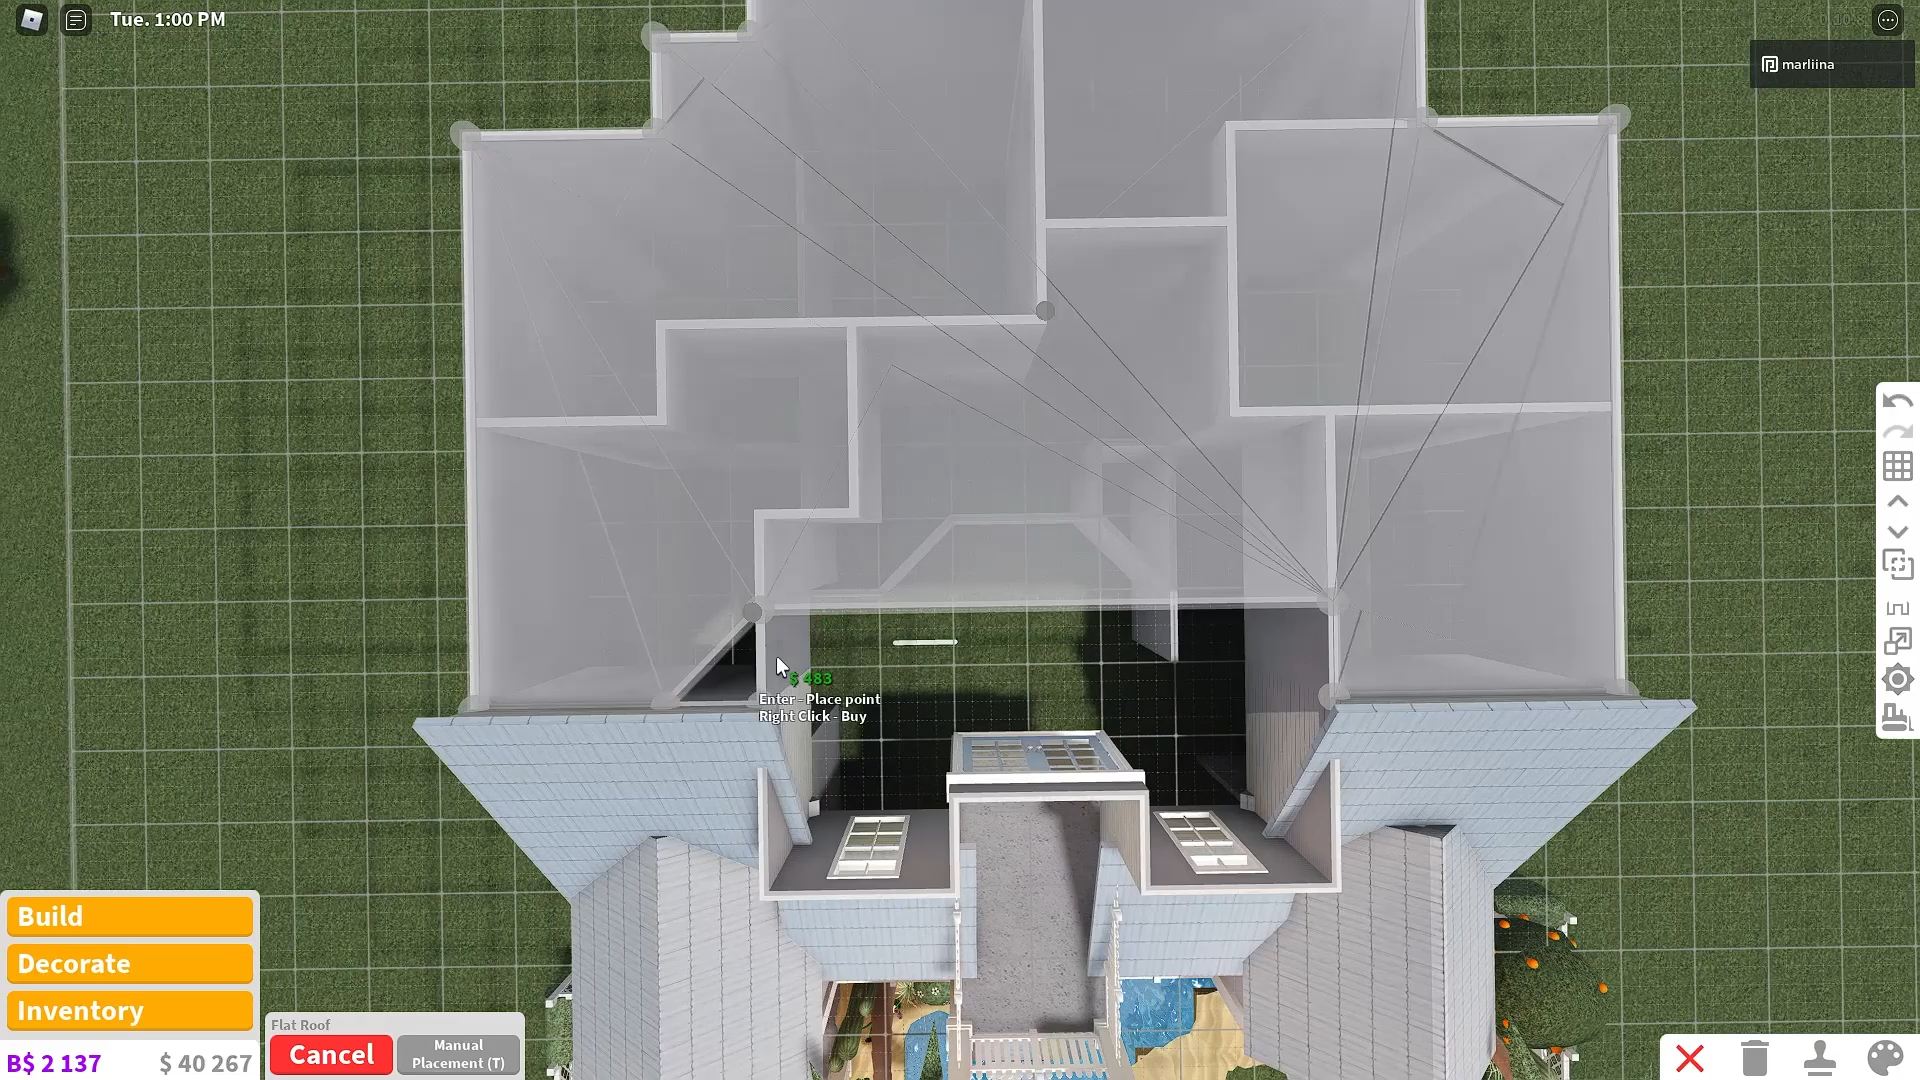 Tue. 1:00 PM
marliina
$ 483
Enter - Place point
Right Click - Buy
Build
Decorate
Inventory
B$ 2 137
$ 40 267
Flat Roof
Cancel
Manual
Placement (T)